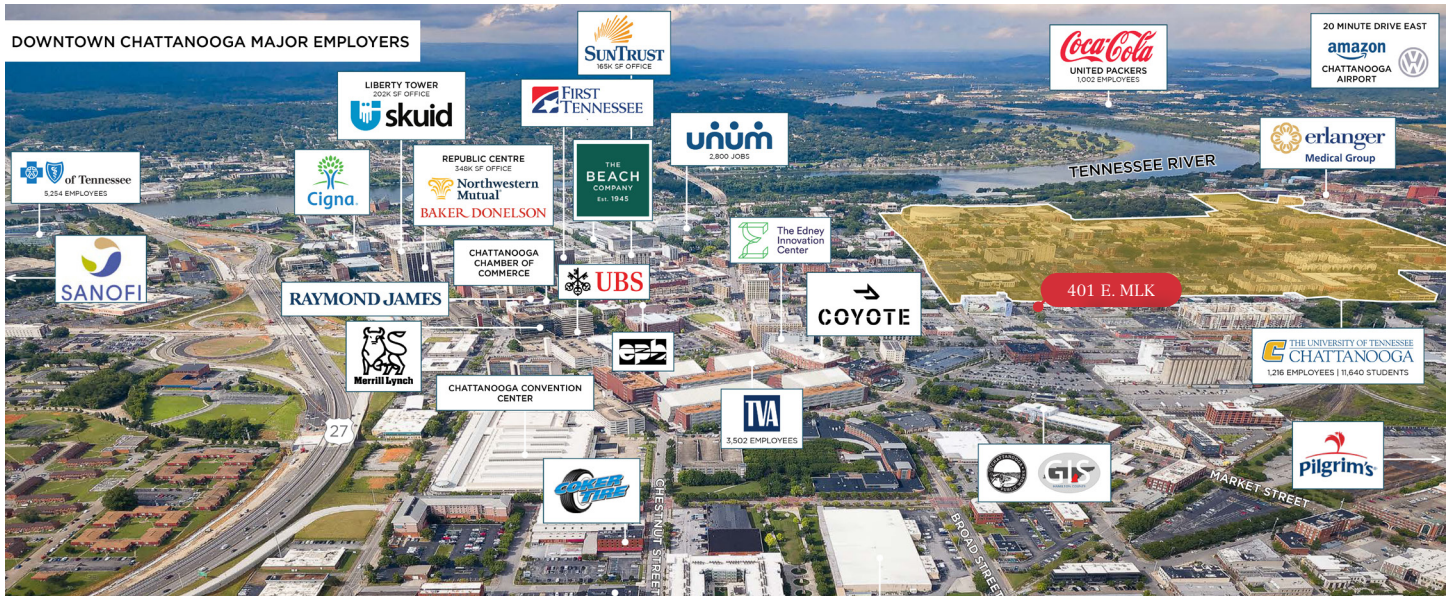 DOWNTOWN CHATTANOOGA MAJOR EMPLOYERS
SUNTRUST
165K SF OFFICE
Coca-Cola
UNITED PACKERS
1,002 EMPLOYEES
20 MINUTE DRIVE EAST
amazon
CHATTANOOGA
AIRPORT
LIBERTY TOWER
202K SF OFFICE
skuid
FIRST
TENNESSEE
unum
2,800 JOBS
erlanger
Medical Group
TENNESSEE RIVER
of Tennessee
5,254 EMPLOYEES
Cigna
REPUBLIC CENTRE
348K SF OFFICE
Northwestern
Mutual
BAKER DONELSON
THE
BEACH
COMPANY
Est. 1945
The Edney
Innovation
Center
SANOFI
CHATTANOOGA
CHAMBER OF
COMMERCE
UBS
RAYMOND JAMES
COYOTE
401 E. MLK
Merrill Lynch
epb
THE UNIVERSITY OF TENNESSEE
CHATTANOOGA
1,216 EMPLOYEES | 11,640 STUDENTS
CHATTANOOGA CONVENTION
CENTER
TVA
3,502 EMPLOYEES
27
COKER
TIRE
Pilgrim's
CHESTNUT STREET
BROAD STREET
MARKET STREET